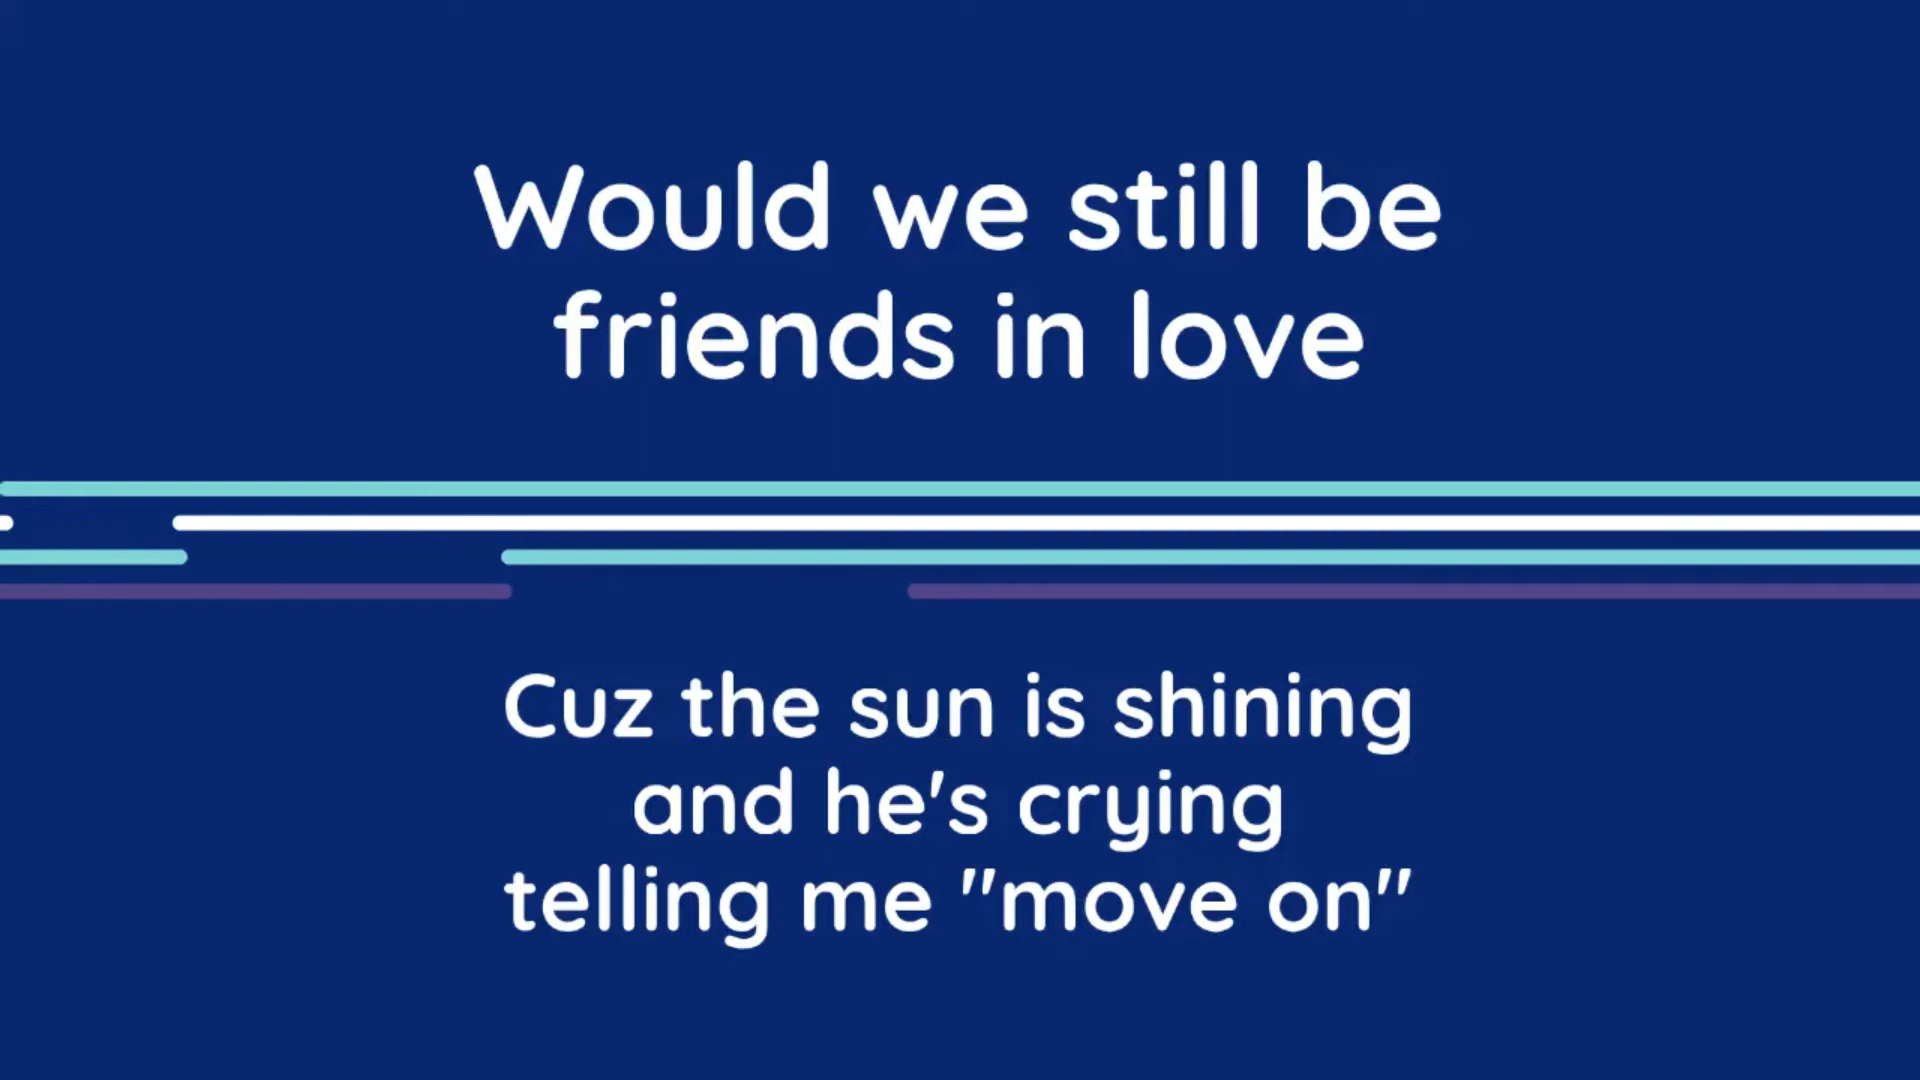 Would we still be
friends in love
Cuz the sun is shining
and he's crying
telling me "move on"